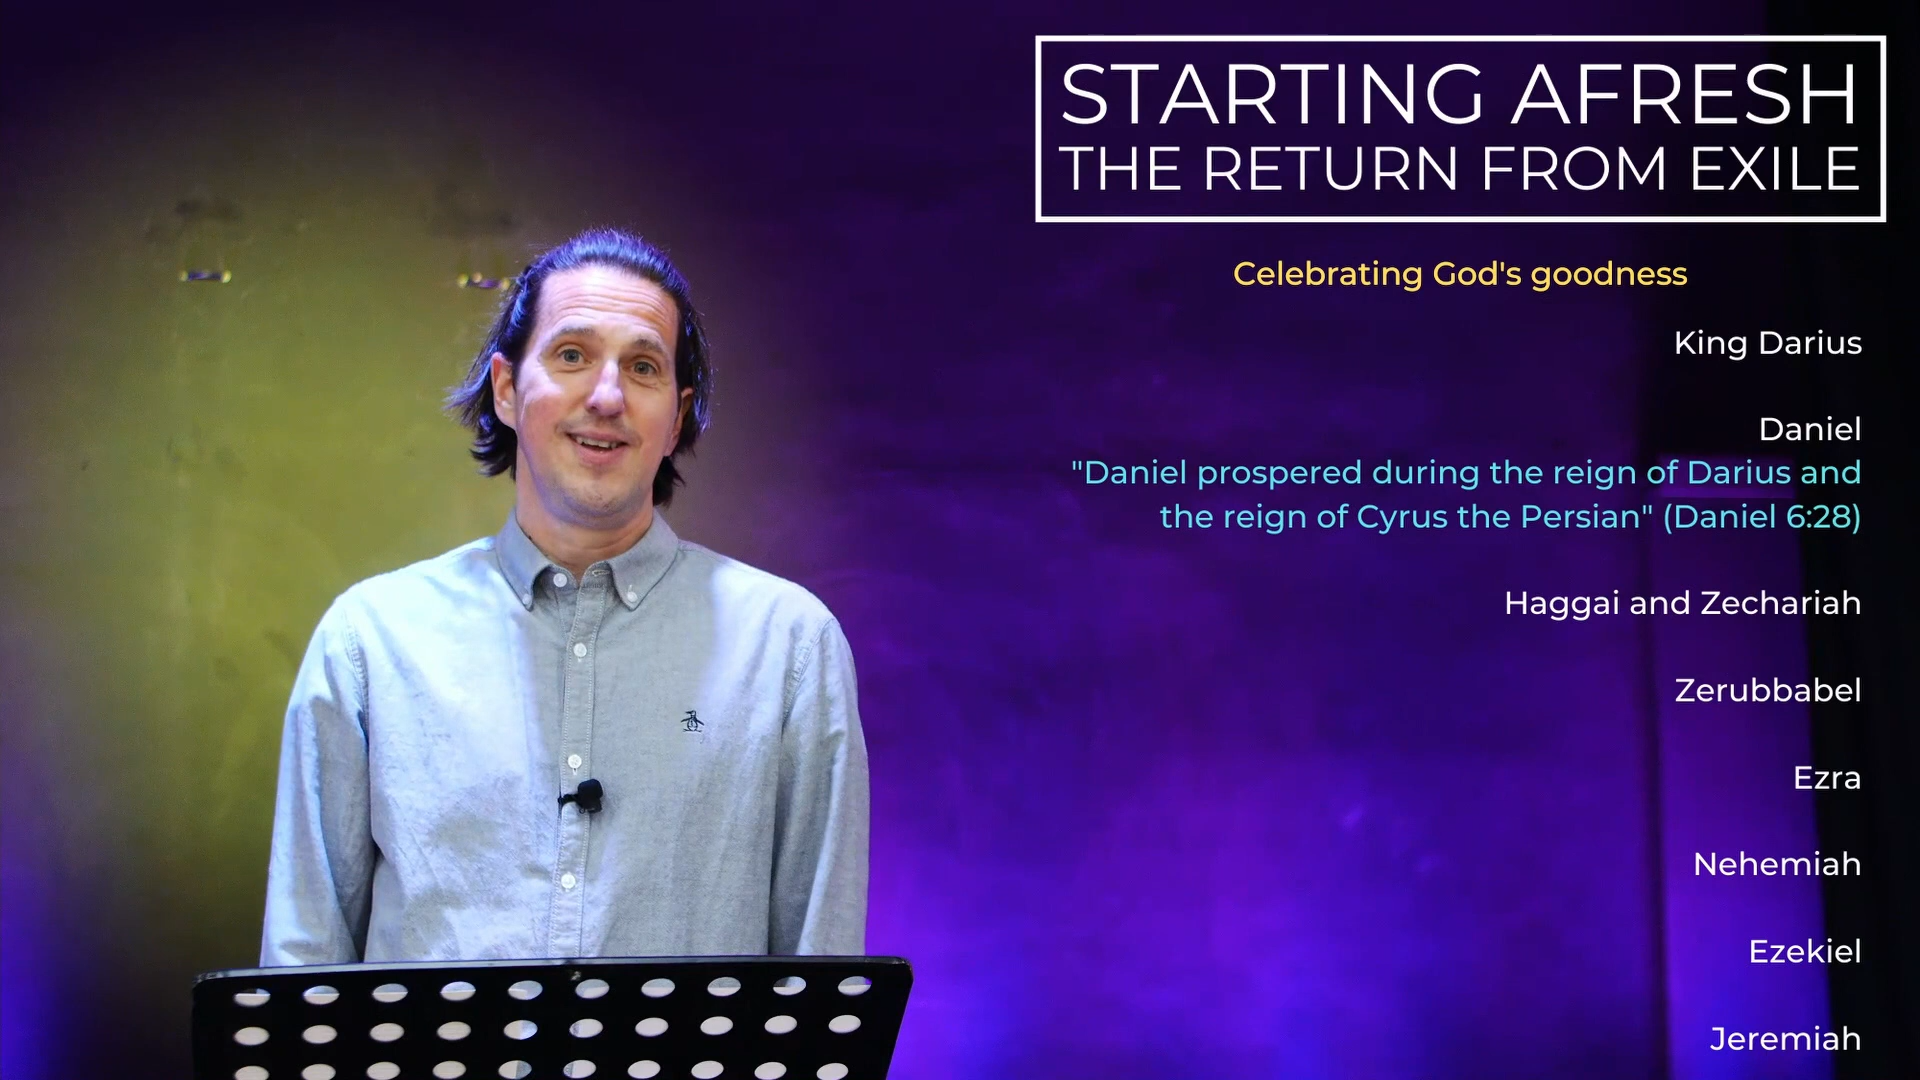 STARTING AFRESH
THE RETURN FROM EXILE
Celebrating God's goodness
King Darius
Daniel
"Daniel prospered during the reign of Darius and
the reign of Cyrus the Persian" (Daniel 6:28)
Haggai and Zechariah
Zerubbabel
Ezra
Nehemiah
Ezekiel
Jeremiah